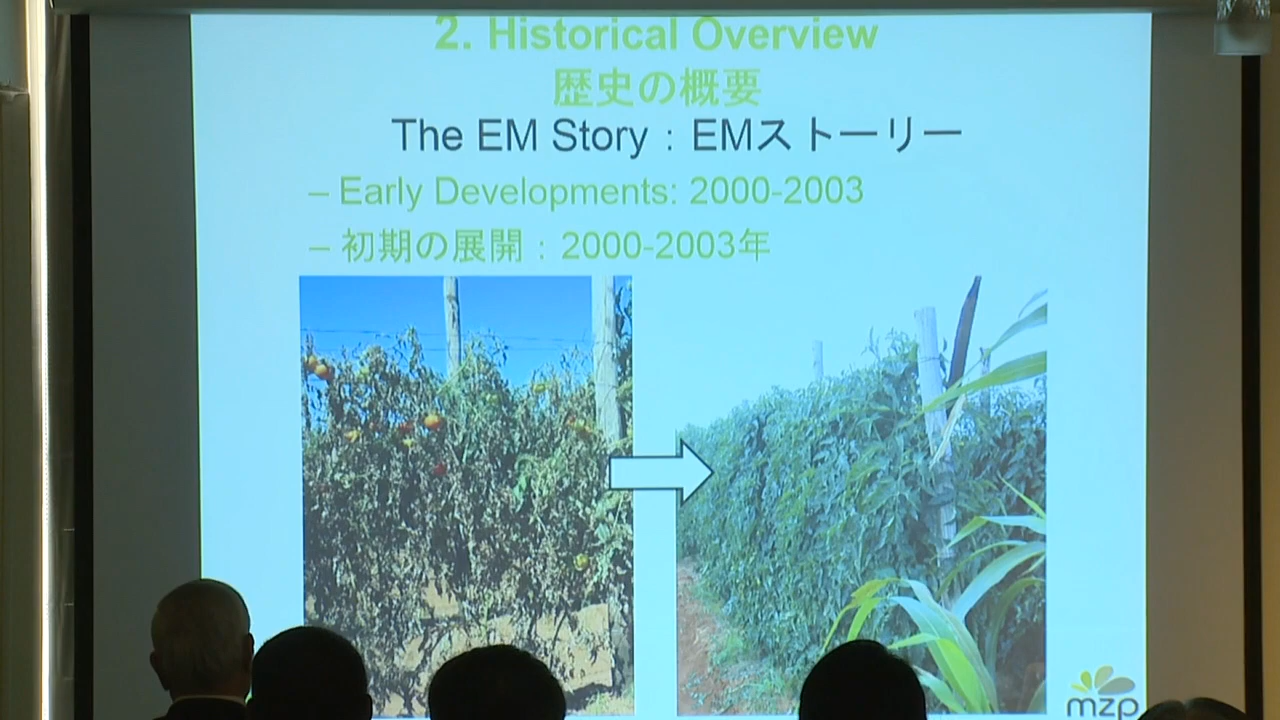 2. Historical Overview
歴史の概要
The EM Story：EMストーリー
– Early Developments: 2000-2003
– 初期の展開：2000-2003年
mzp